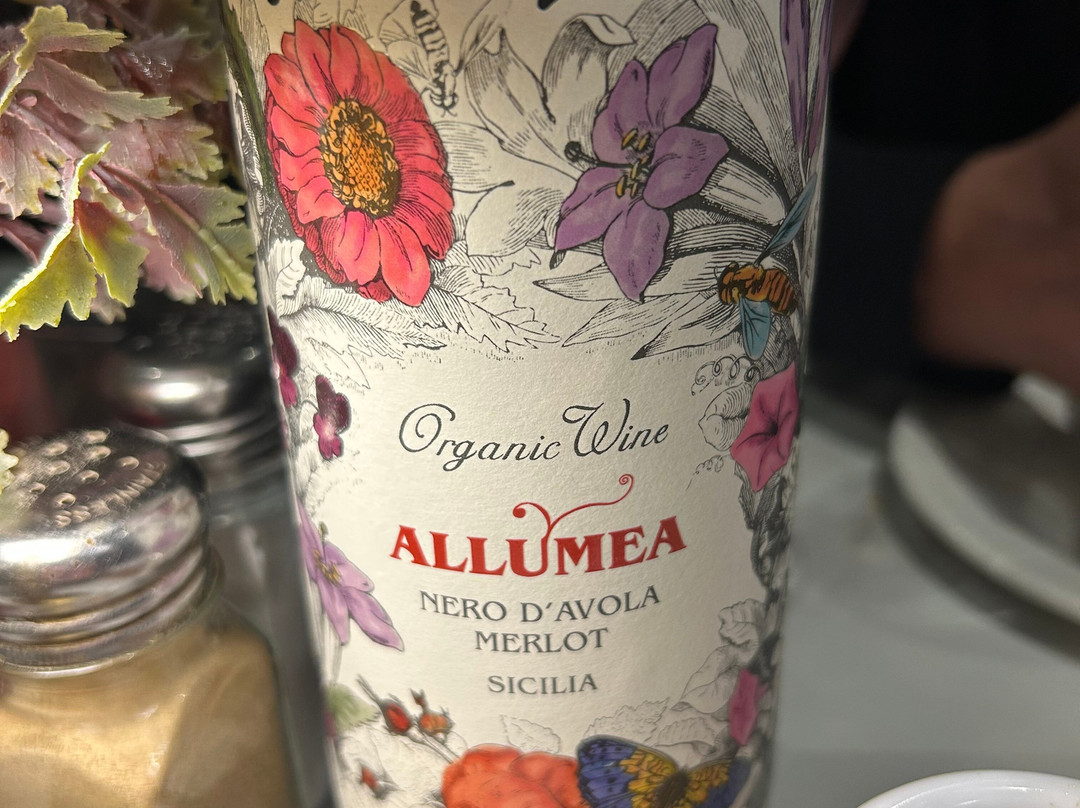 Organic Wine
ALLUMEA
NERO D'AVOLA
MERLOT
SICILIA